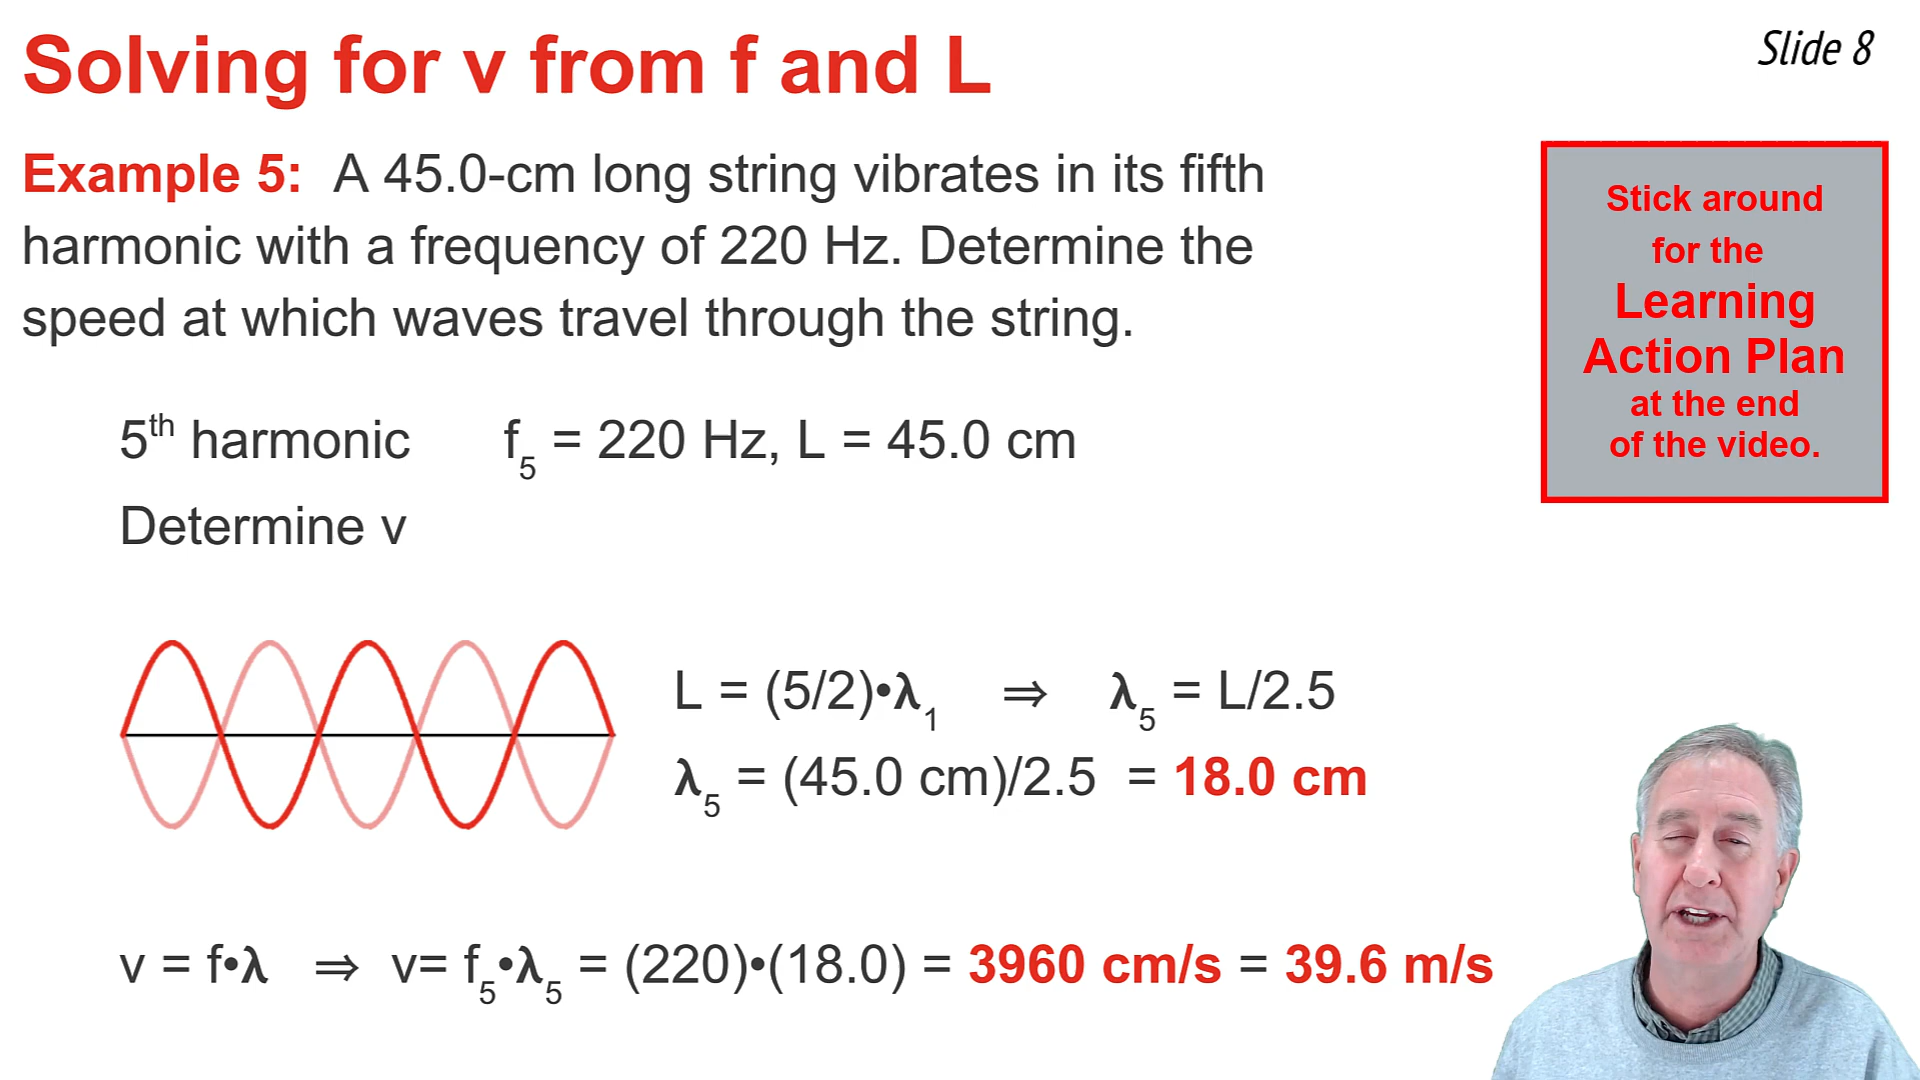 Solving for v from f and L
Slide 8
Example 5: A 45.0-cm long string vibrates in its fifth
harmonic with a frequency of 220 Hz. Determine the
speed at which waves travel through the string.
Stick around
for the
Learning
Action Plan
at the end
of the video.
5th harmonic f5 = 220 Hz, L = 45.0 cm
Determine v
L = (5/2)•λ1 ⇒ λ5 = L/2.5
λ5 = (45.0 cm)/2.5 = 18.0 cm
v = f•λ ⇒ v= f5•λ5 = (220)•(18.0) = 3960 cm/s = 39.6 m/s